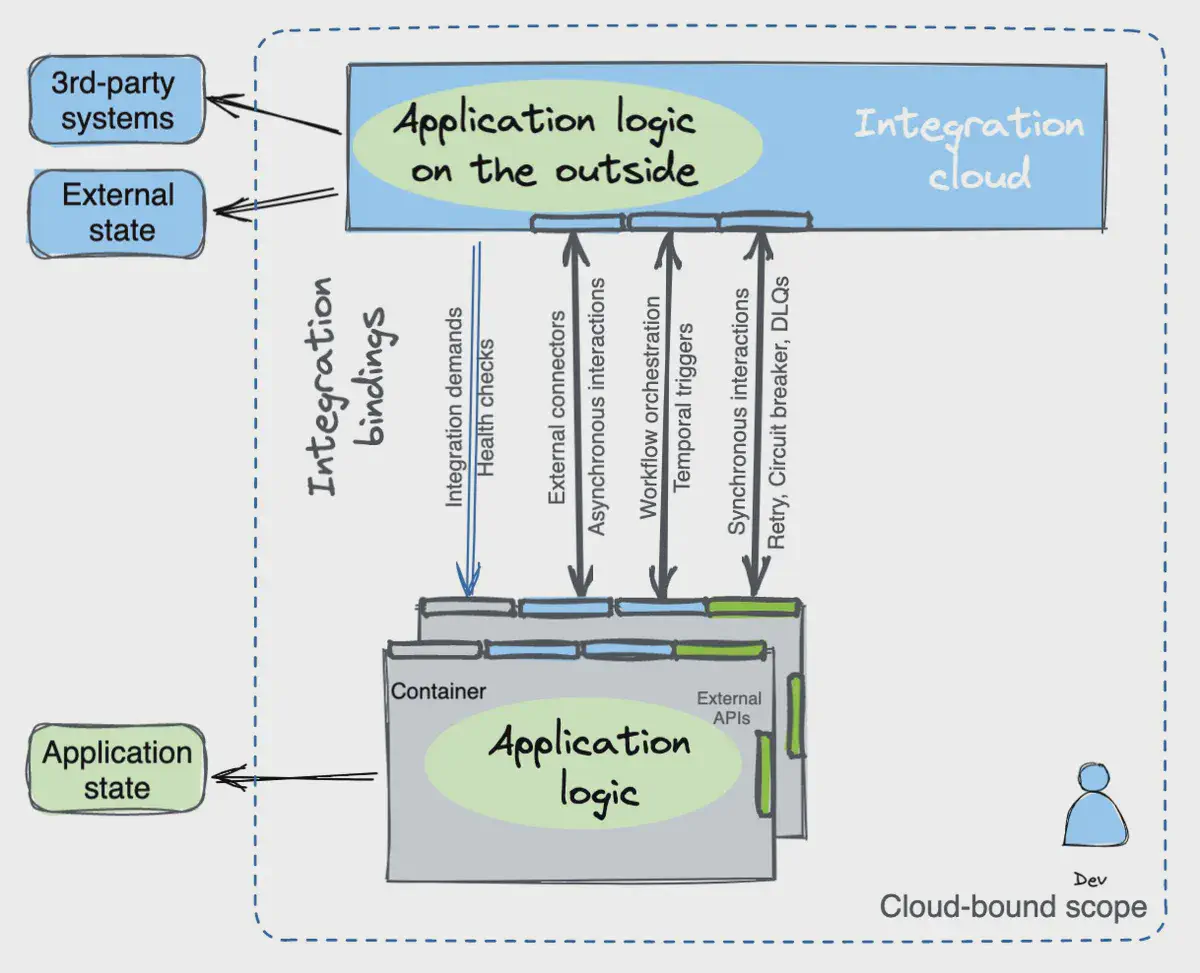 3rd-party
systems
External
state
Application logic
on the outside
Integration
cloud
Integration
bindings
Integration demands
Health checks
External connectors
Asynchronous interactions
Workflow orchestration
Temporal triggers
Synchronous interactions
Retry, Circuit breaker, DLQs
Container
External
APIs
Application
logic
Application
state
Dev
Cloud-bound scope